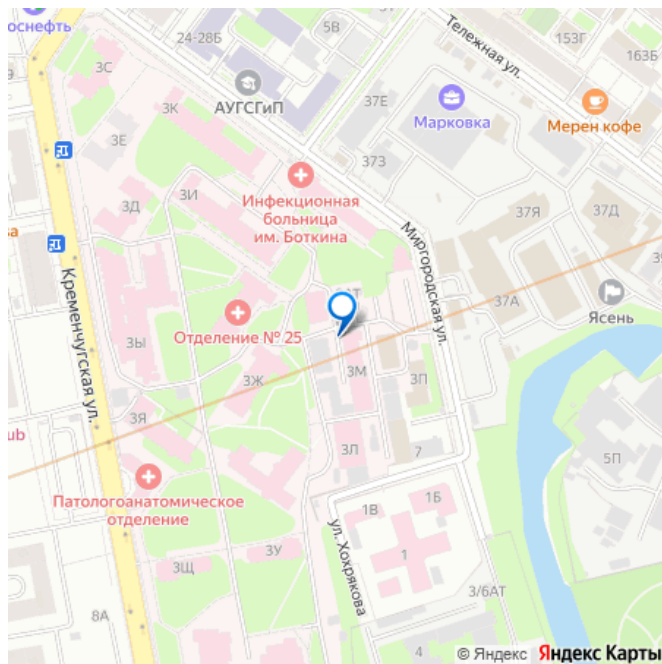 оснефть
24-28Б
5В
Тележная ул.
153Г
163Б
3С
АУГСГиП
3К
37Е
Марковка
Мерен кофе
3Е
373
3И
Инфекционная
больница
им. Боткина
3Д
37Я
37Д
Миргородская ул.
АТ
37А
Ясень
Отделение № 25
Кременчугская ул.
3Ы
3Ж
3М
3П
3Я
ub
3Л
7
5П
Патологоанатомическое
отделение
1В
1Б
ул. Хохрякова
3У
1
3Щ
3/6АТ
8А
4
© Яндекс Яндекс Карты